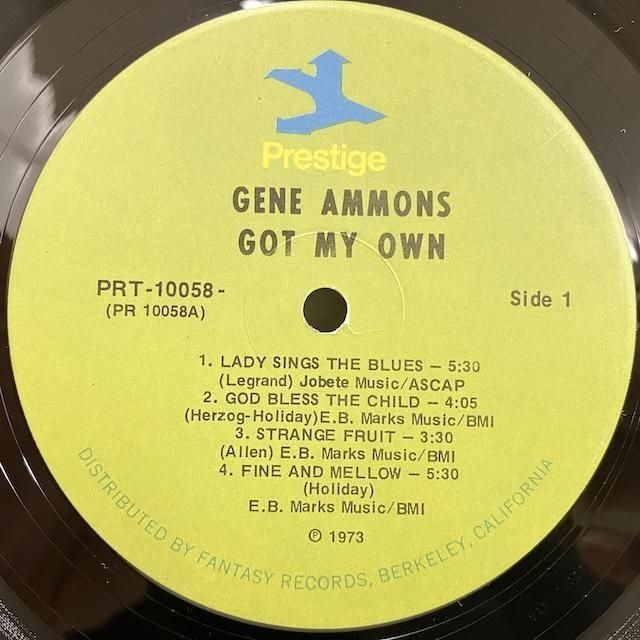 Prestige
GENE AMMONS
GOT MY OWN
PRT-10058-
(PR 10058A)
Side 1
1. LADY SINGS THE BLUES – 5:30
(Legrand) Jobete Music/ASCAP
2. GOD BLESS THE CHILD – 4:05
(Herzog-Holiday)E.B. Marks Music/BMI
3. STRANGE FRUIT – 3:30
(Allen) E.B. Marks Music/BMI
4. FINE AND MELLOW – 5:30
(Holiday)
E.B. Marks Music/BMI
℗ 1973
DISTRIBUTED BY FANTASY RECORDS, BERKELEY, CALIFORNIA